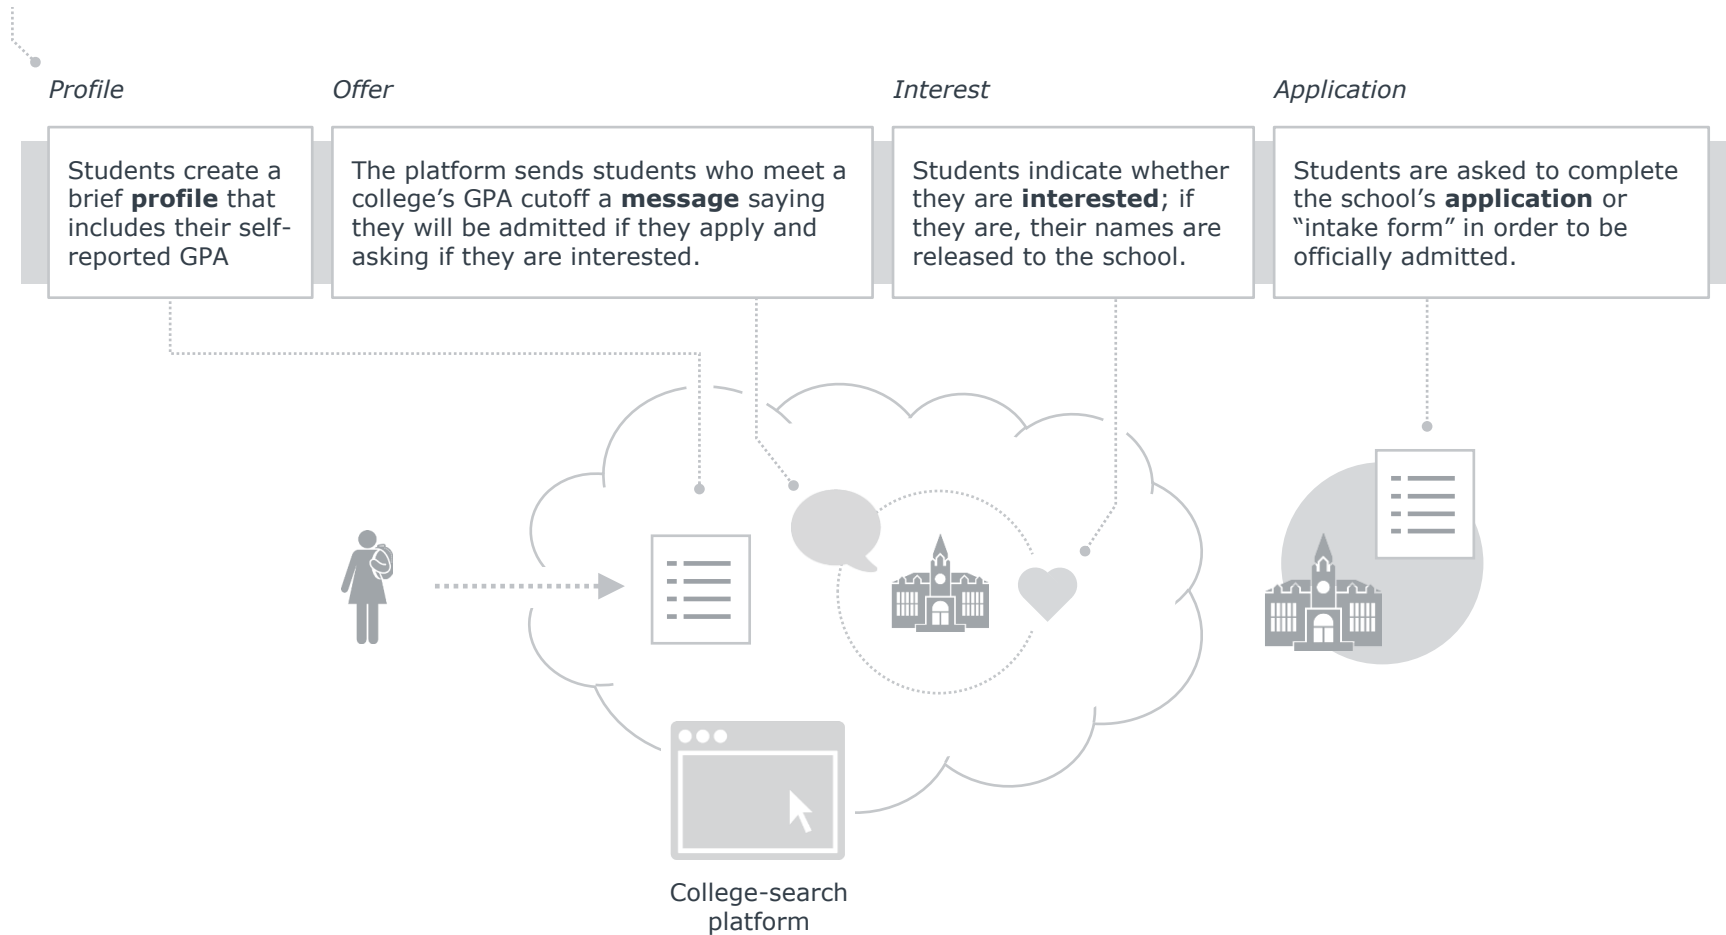 Profile
Students create a
brief profile that
includes their self-
reported GPA
Offer
The platform sends students who meet a
college’s GPA cutoff a message saying
they will be admitted if they apply and
asking if they are interested.
Interest
Students indicate whether
they are interested; if
they are, their names are
released to the school.
Application
Students are asked to complete
the school’s application or
“intake form” in order to be
officially admitted.
College-search
platform